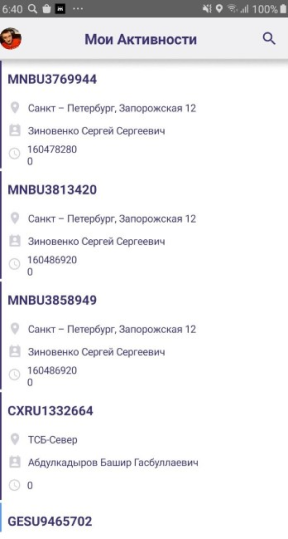 6:40 100%
Мои Активности
MNBU3769944
Санкт – Петербург, Запорожская 12
Зиновенко Сергей Сергеевич
160478280
0
MNBU3813420
Санкт – Петербург, Запорожская 12
Зиновенко Сергей Сергеевич
160486920
0
MNBU3858949
Санкт – Петербург, Запорожская 12
Зиновенко Сергей Сергеевич
160486920
0
CXRU1332664
ТСБ-Север
Абдулкадыров Башир Гасбуллаевич
0
GESU9465702